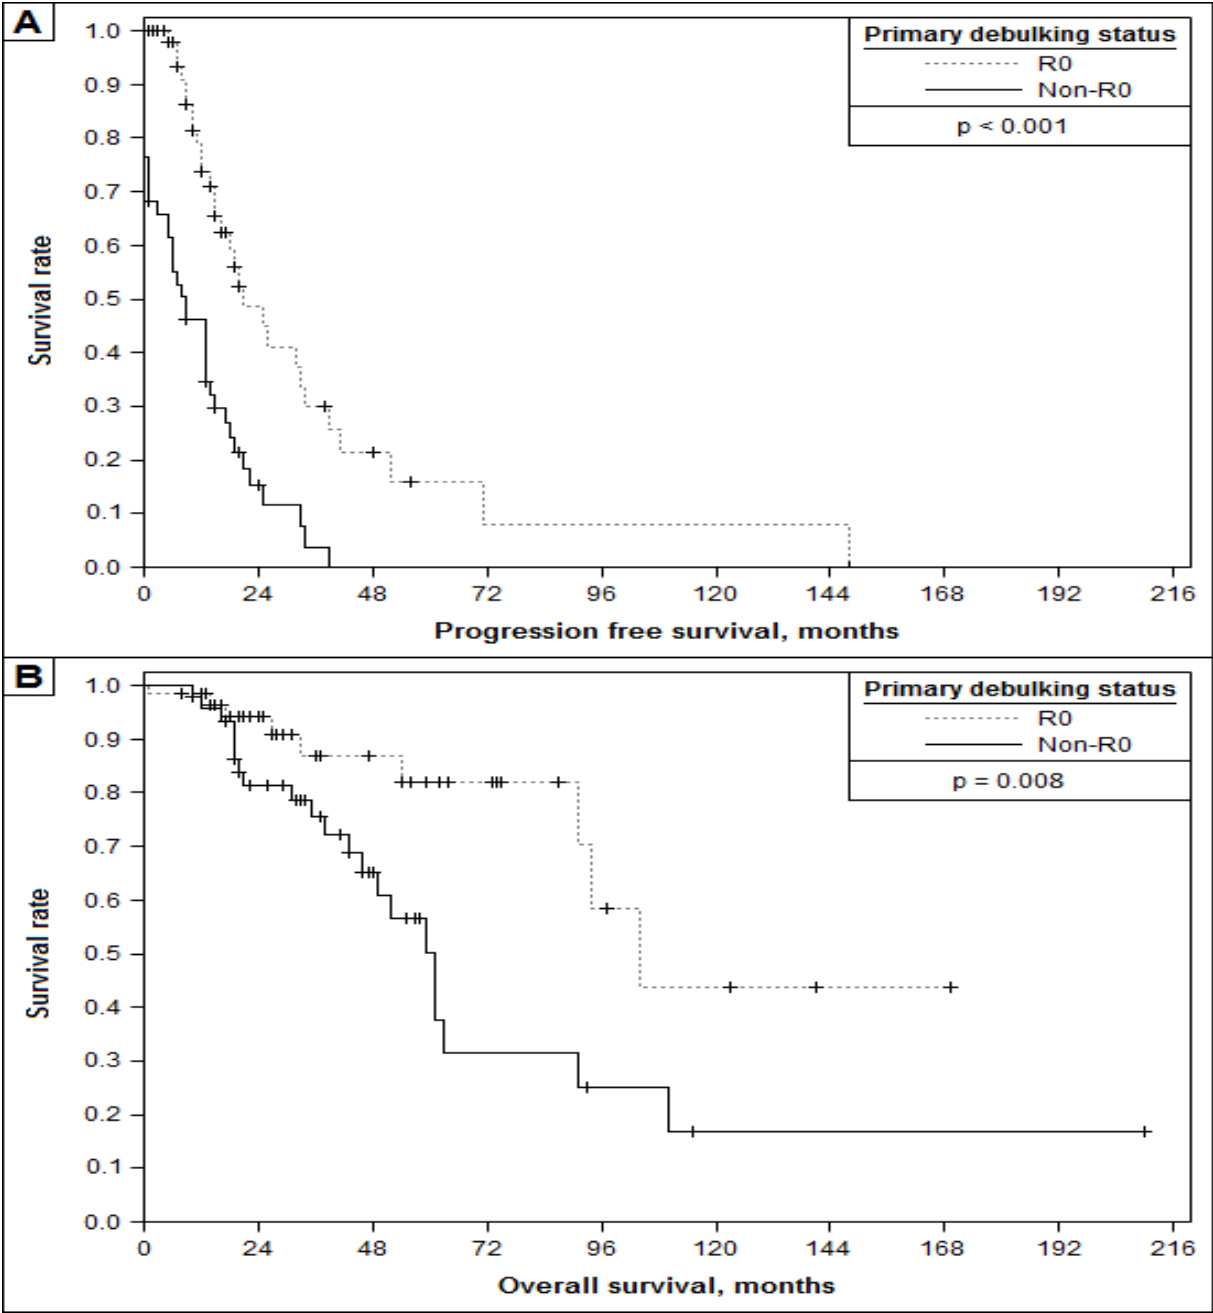 A
Primary debulking status
R0
Non-R0
p < 0.001
Survival rate
1.0
0.9
0.8
0.7
0.6
0.5
0.4
0.3
0.2
0.1
0.0
0 24 48 72 96 120 144 168 192 216
Progression free survival, months
B
Primary debulking status
R0
Non-R0
p = 0.008
Survival rate
1.0
0.9
0.8
0.7
0.6
0.5
0.4
0.3
0.2
0.1
0.0
0 24 48 72 96 120 144 168 192 216
Overall survival, months